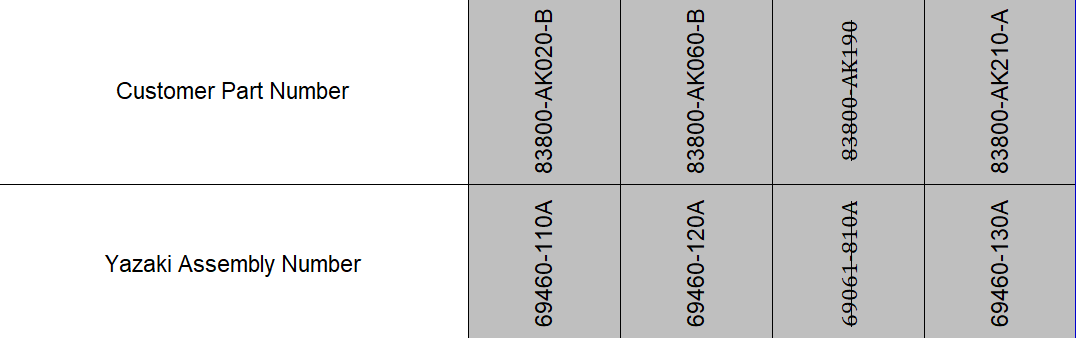 Customer Part Number
83800-AK020-B
83800-AK060-B
83800-AK190
83800-AK210-A
Yazaki Assembly Number
69460-110A
69460-120A
69061-810A
69460-130A